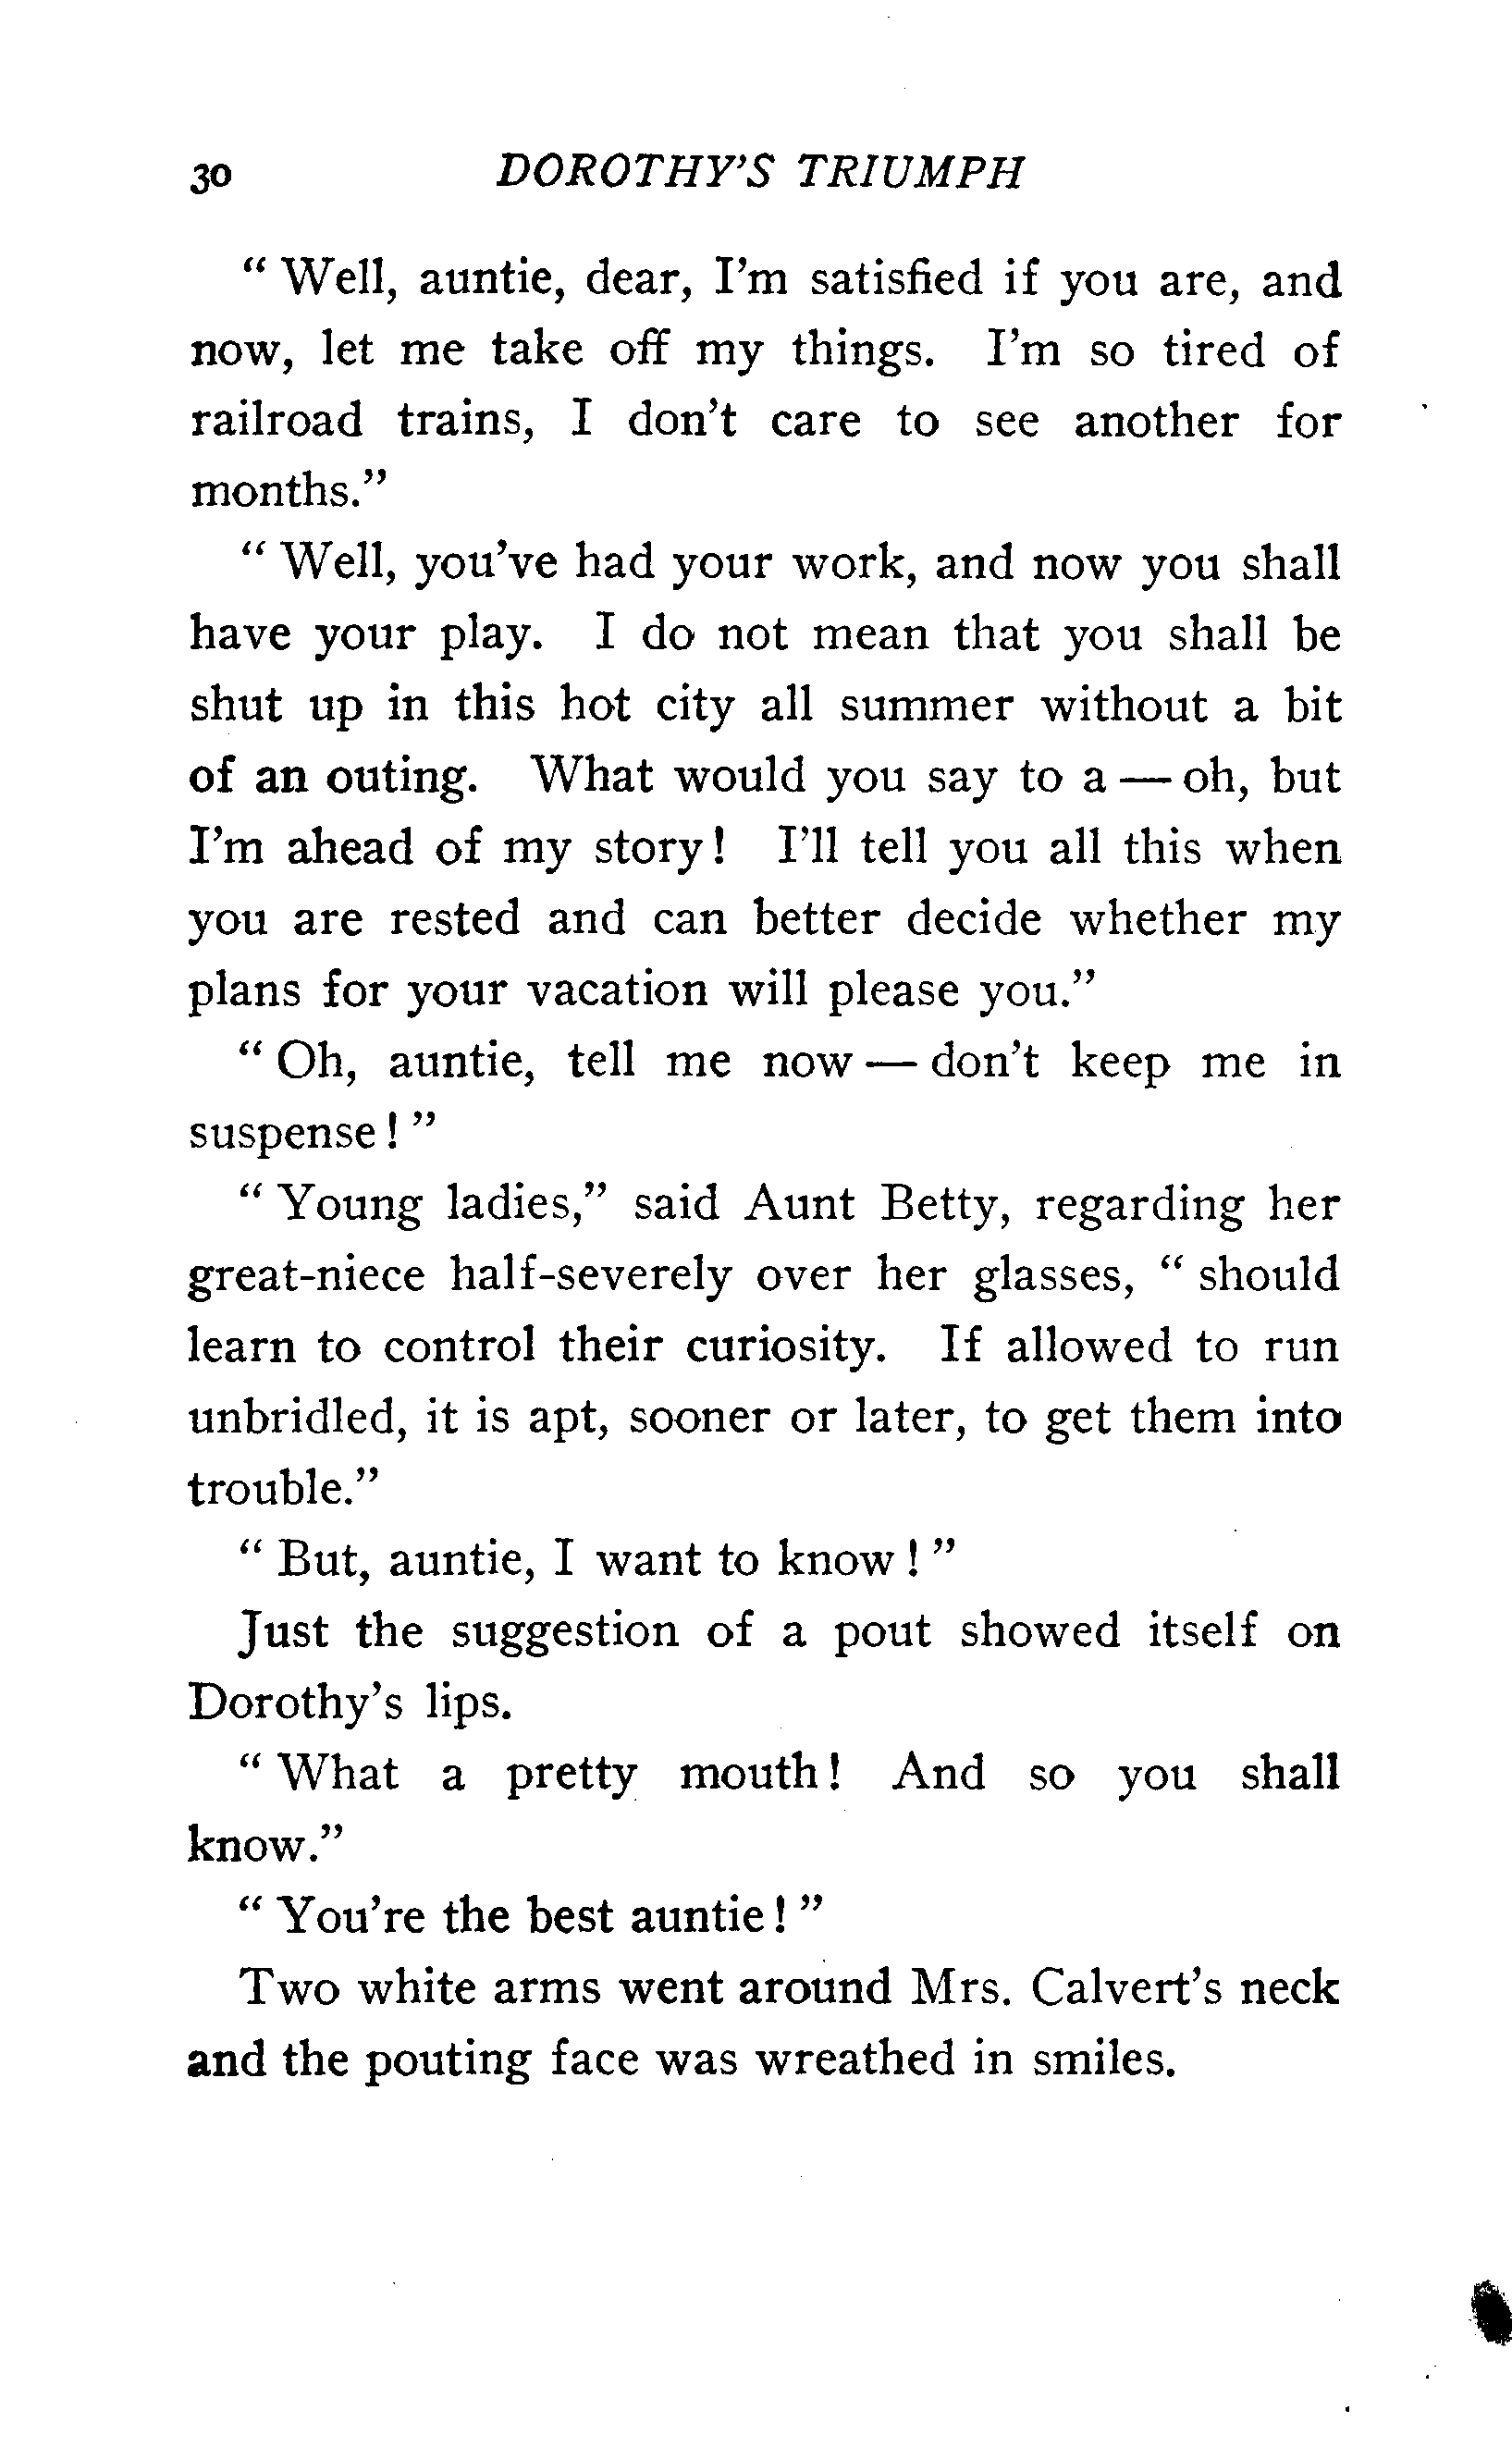 30 DOROTHY'S TRIUMPH
" Well, auntie, dear, I'm satisfied if you are, and
now, let me take off my things. I'm so tired of
railroad trains, I don't care to see another for
months."
" Well, you've had your work, and now you shall
have your play. I do not mean that you shall be
shut up in this hot city all summer without a bit
of an outing. What would you say to a — oh, but
I'm ahead of my story! I'll tell you all this when
you are rested and can better decide whether my
plans for your vacation will please you."
" Oh, auntie, tell me now — don't keep me in
suspense! "
" Young ladies," said Aunt Betty, regarding her
great-niece half-severely over her glasses, " should
learn to control their curiosity. If allowed to run
unbridled, it is apt, sooner or later, to get them into
trouble."
" But, auntie, I want to know! "
Just the suggestion of a pout showed itself on
Dorothy's lips.
" What a pretty mouth! And so you shall
know."
" You're the best auntie! "
Two white arms went around Mrs. Calvert's neck
and the pouting face was wreathed in smiles.